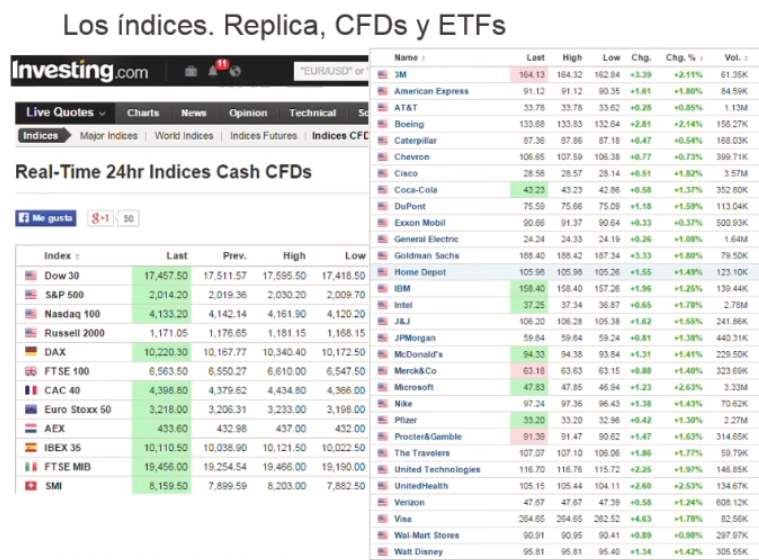 Los índices. Replica, CFDs y ETFs
Investing.com
11
"EUR/USD" or
Live Quotes Charts News Opinion Technical
Indices Major Indices | World Indices | Indices Futures | Indices CFD
Real-Time 24hr Indices Cash CFDs
Me gusta g+1 50
Index Last Prev. High Low
Dow 30 17,457.50 17,511.57 17,595.50 17,418.50
S&P 500 2,014.20 2,019.36 2,030.20 2,009.70
Nasdaq 100 4,133.20 4,142.14 4,161.90 4,120.20
Russell 2000 1,171.05 1,176.65 1,181.15 1,168.15
DAX 10,220.30 10,167.77 10,340.40 10,172.50
FTSE 100 6,563.50 6,550.27 6,610.00 6,547.50
CAC 40 4,398.80 4,379.62 4,434.80 4,366.00
Euro Stoxx 50 3,218.00 3,206.31 3,233.00 3,198.00
AEX 433.60 432.98 437.00 432.00
IBEX 35 10,110.50 10,038.90 10,121.50 10,022.50
FTSE MIB 19,456.00 19,254.54 19,466.00 19,190.00
SMI 8,159.50 7,899.59 8,203.00 7,882.50
Name Last High Low Chg. Chg. % Vol.
3M 164.13 164.32 162.84 +3.39 +2.11% 61.35K
American Express 91.12 91.12 90.35 +1.61 +1.80% 84.59K
AT&T 33.78 33.78 33.62 +0.28 +0.85% 1.13M
Boeing 133.68 133.83 132.64 +2.81 +2.14% 156.27K
Caterpillar 87.36 87.86 87.18 +0.47 +0.54% 168.03K
Chevron 106.65 107.59 106.38 +0.77 +0.73% 399.71K
Cisco 28.56 28.57 28.14 +0.51 +1.82% 3.57M
Coca-Cola 43.23 43.23 42.86 +0.58 +1.37% 352.80K
DuPont 75.59 75.66 75.09 +1.18 +1.59% 113.04K
Exxon Mobil 90.66 91.37 90.64 +0.33 +0.37% 500.93K
General Electric 24.24 24.33 24.19 +0.26 +1.08% 1.64M
Goldman Sachs 188.40 188.42 187.34 +3.33 +1.80% 79.50K
Home Depot 105.98 105.98 105.26 +1.55 +1.49% 123.10K
IBM 158.40 158.40 157.26 +1.96 +1.25% 139.44K
Intel 37.25 37.34 36.87 +0.65 +1.78% 2.78M
J&J 106.20 106.28 105.38 +1.62 +1.55% 241.86K
JPMorgan 59.64 59.64 59.24 +0.81 +1.38% 440.31K
McDonald's 94.33 94.38 93.84 +1.31 +1.41% 229.50K
Merck&Co 63.18 63.63 63.15 +0.88 +1.40% 323.69K
Microsoft 47.83 47.85 46.94 +1.23 +2.63% 3.33M
Nike 97.24 97.36 96.43 +1.38 +1.43% 70.62K
Pfizer 33.20 33.20 32.96 +0.42 +1.30% 2.27M
Procter&Gamble 91.39 91.47 90.62 +1.47 +1.63% 314.65K
The Travelers 107.07 107.10 106.06 +1.86 +1.77% 59.79K
United Technologies 116.70 116.76 115.72 +2.25 +1.97% 146.85K
UnitedHealth 105.15 105.44 104.11 +2.60 +2.53% 134.67K
Verizon 47.67 47.67 47.39 +0.58 +1.24% 608.12K
Visa 264.65 264.65 262.52 +4.63 +1.78% 82.56K
Wal-Mart Stores 90.91 90.95 90.41 +0.89 +0.98% 297.97K
Walt Disney 95.81 95.81 95.40 +1.34 +1.42% 305.55K